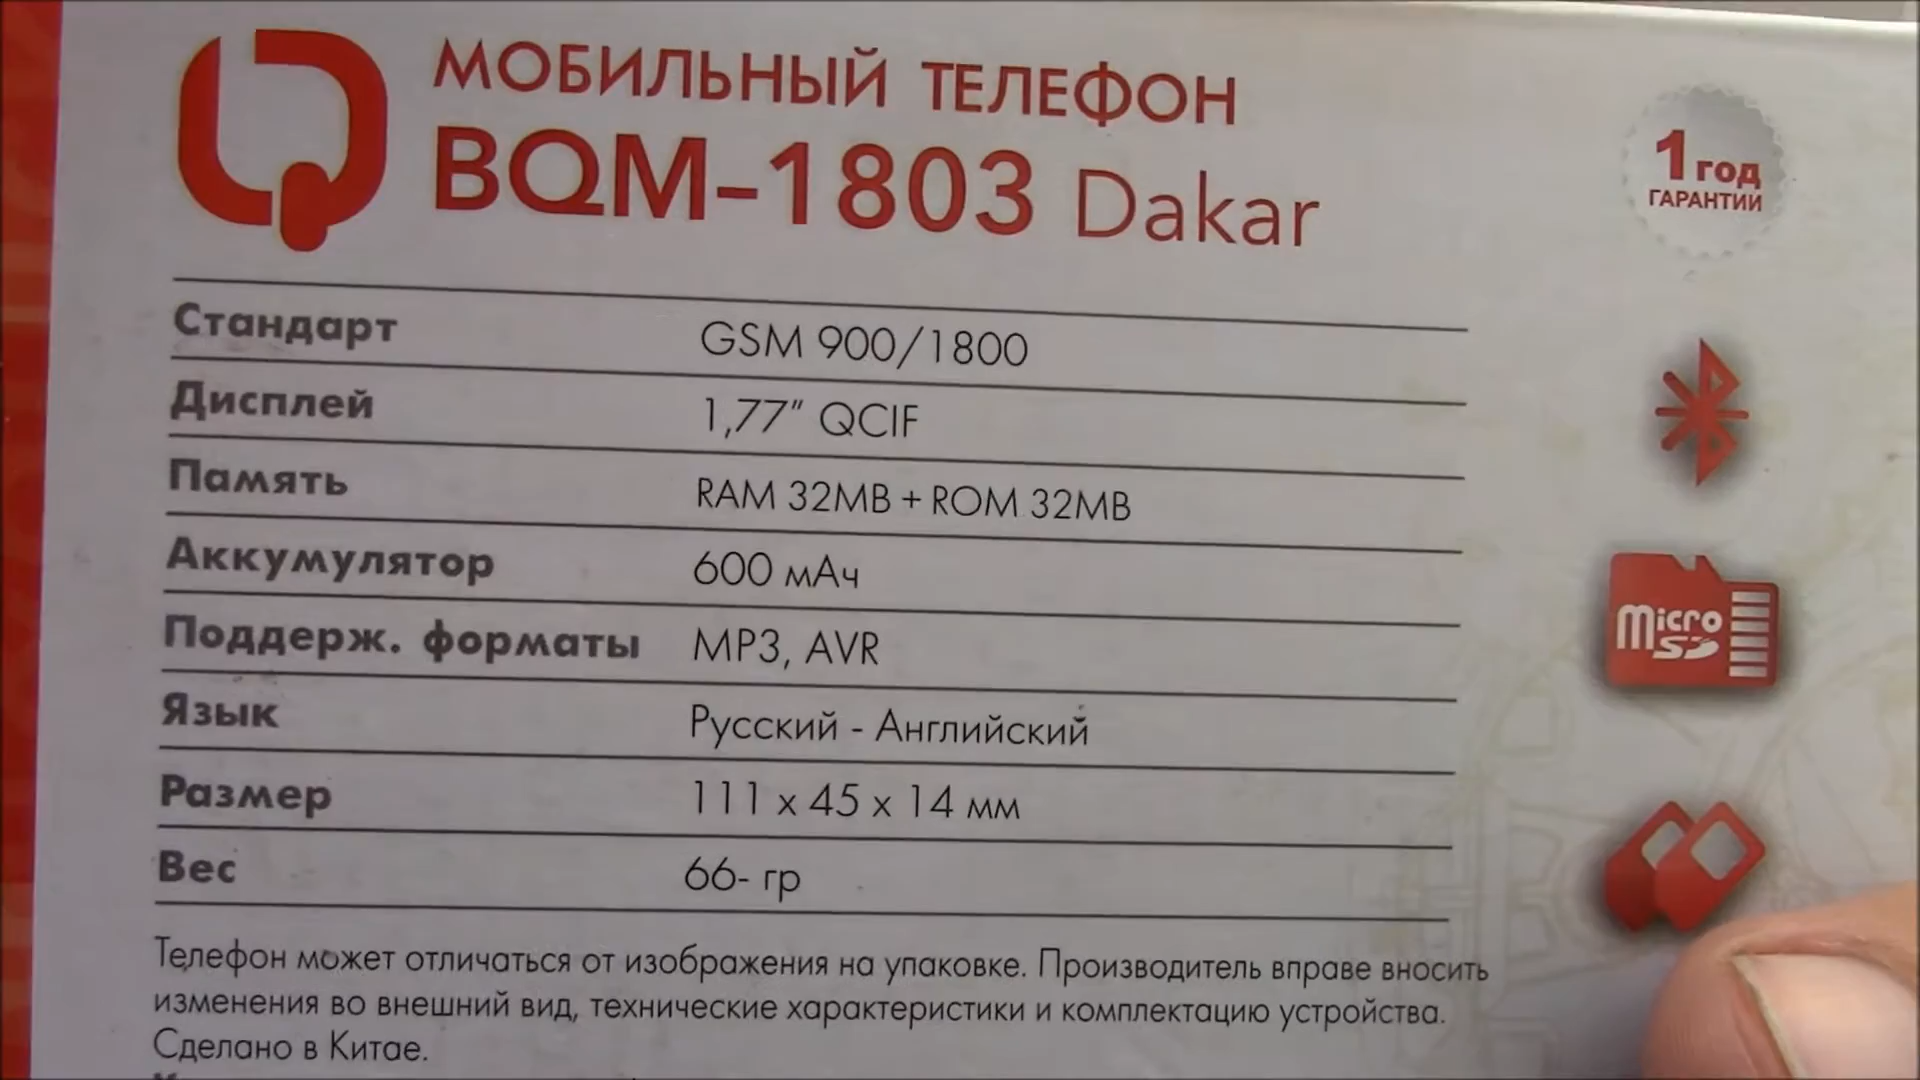 МОБИЛЬНЫЙ ТЕЛЕФОН
BQM-1803 Dakar
1 год
ГАРАНТИИ
Стандарт GSM 900/1800
Дисплей 1,77" QCIF
Память RAM 32MB + ROM 32MB
Аккумулятор 600 мАч
Поддерж. форматы MP3, AVR
Micro
SD
Язык Русский - Английский
Размер 111 x 45 x 14 мм
Вес 66- гр
Телефон может отличаться от изображения на упаковке. Производитель вправе вносить
изменения во внешний вид, технические характеристики и комплектацию устройства.
Сделано в Китае.